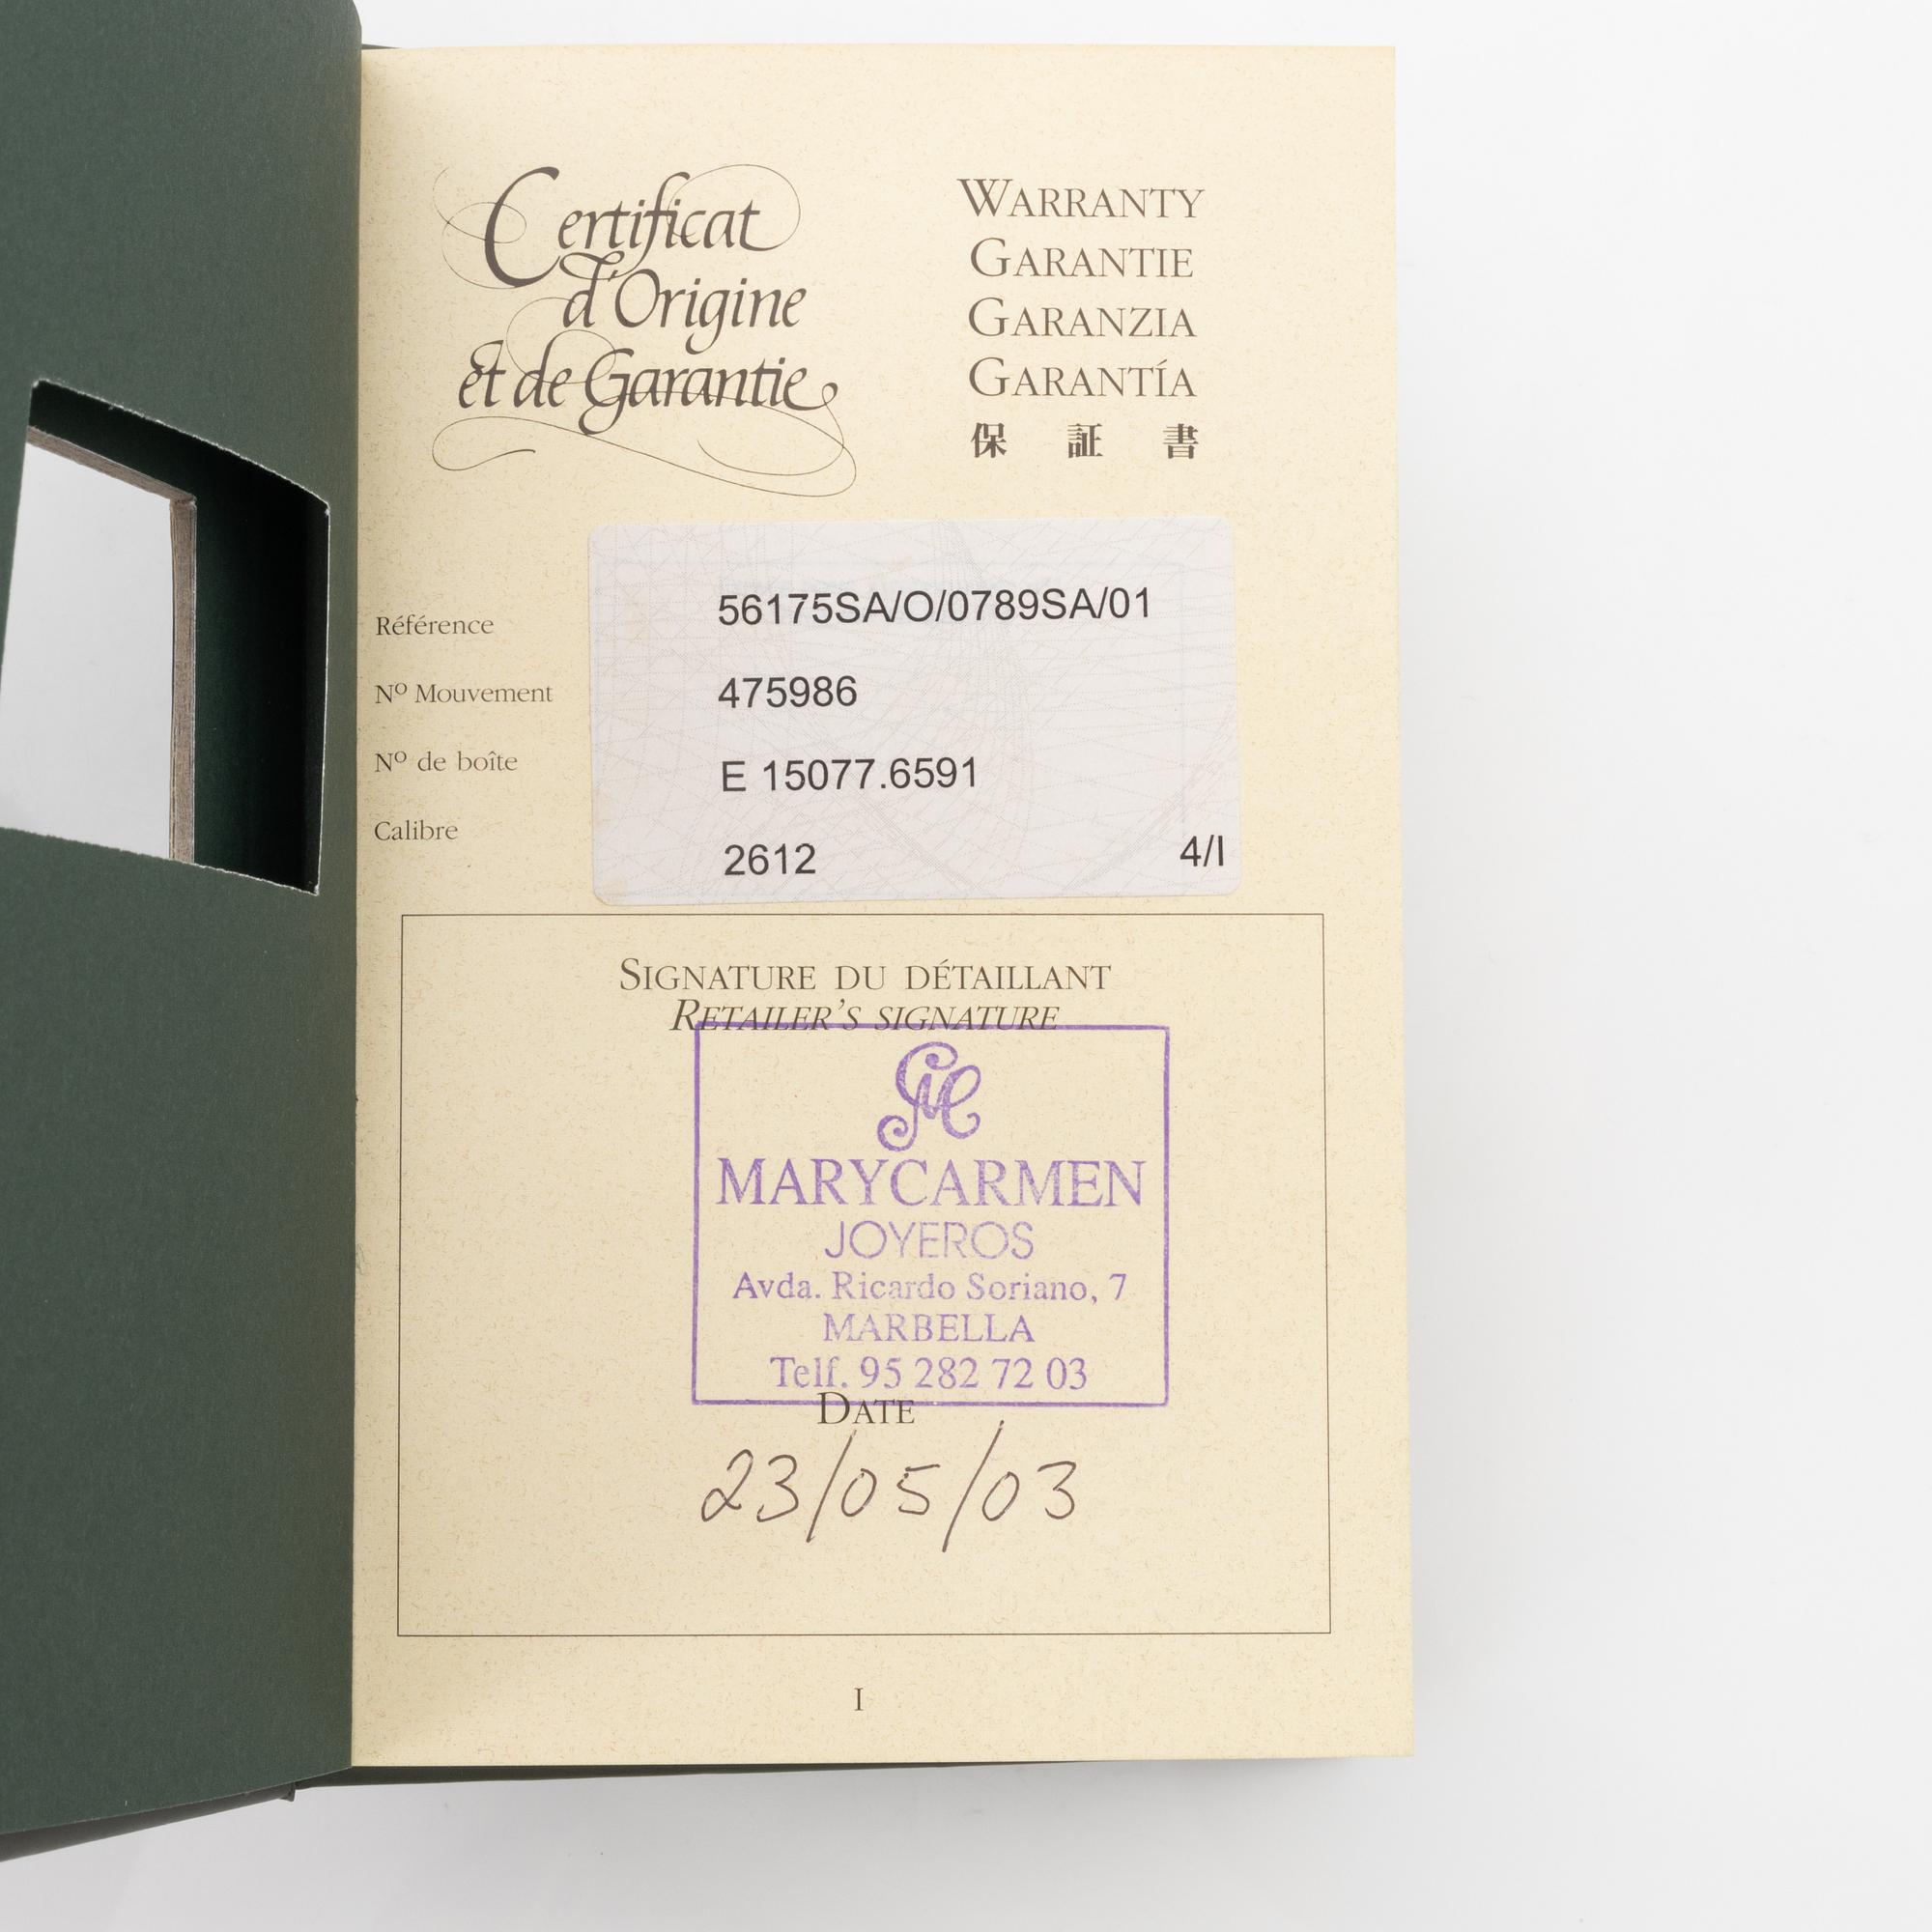 Certificat
d'Origine
et de Garantie
WARRANTY
GARANTIE
GARANZIA
GARANTÍA
保 証 書
Référence 56175SA/O/0789SA/01
Nº Mouvement 475986
Nº de boîte E 15077.6591
Calibre 2612 4/I
SIGNATURE DU DÉTAILLANT
RETAILER'S SIGNATURE
MARYCARMEN
JOYEROS
Avda. Ricardo Soriano, 7
MARBELLA
Telf. 95 282 72 03
DATE
23/05/03
I